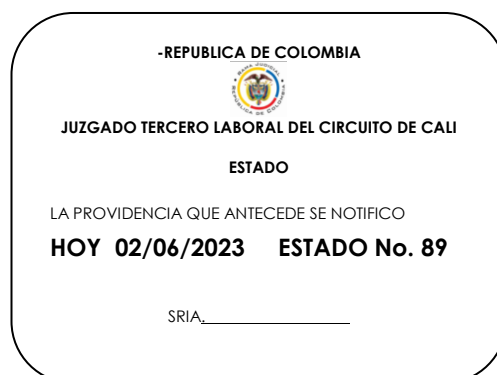 -REPUBLICA DE COLOMBIA
JUZGADO TERCERO LABORAL DEL CIRCUITO DE CALI
ESTADO
LA PROVIDENCIA QUE ANTECEDE SE NOTIFICO
HOY 02/06/2023 ESTADO No. 89
SRIA.